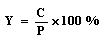 Y = C/P ×100 %